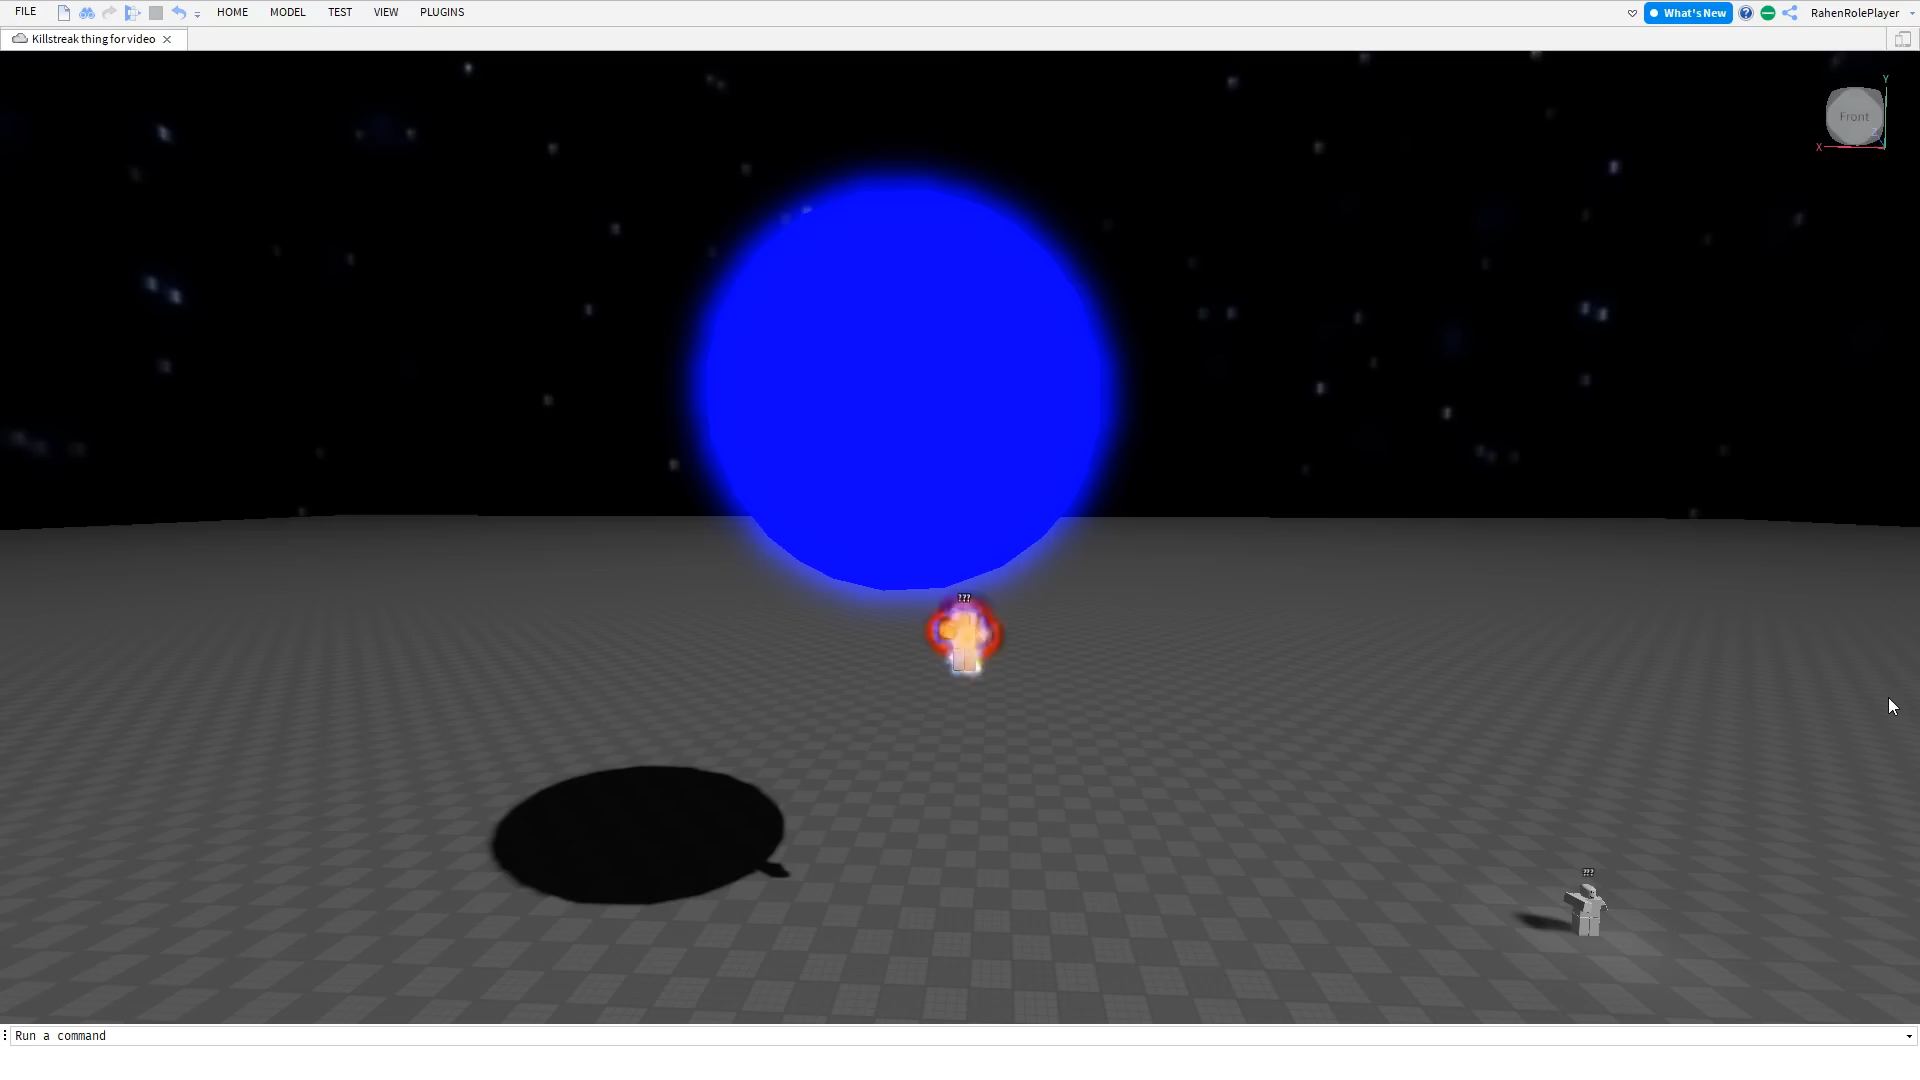 FILE HOME MODEL TEST VIEW PLUGINS What's New RahenRolePlayer
Killstreak thing for video
Y
Front
Z
X
???
???
Run a command